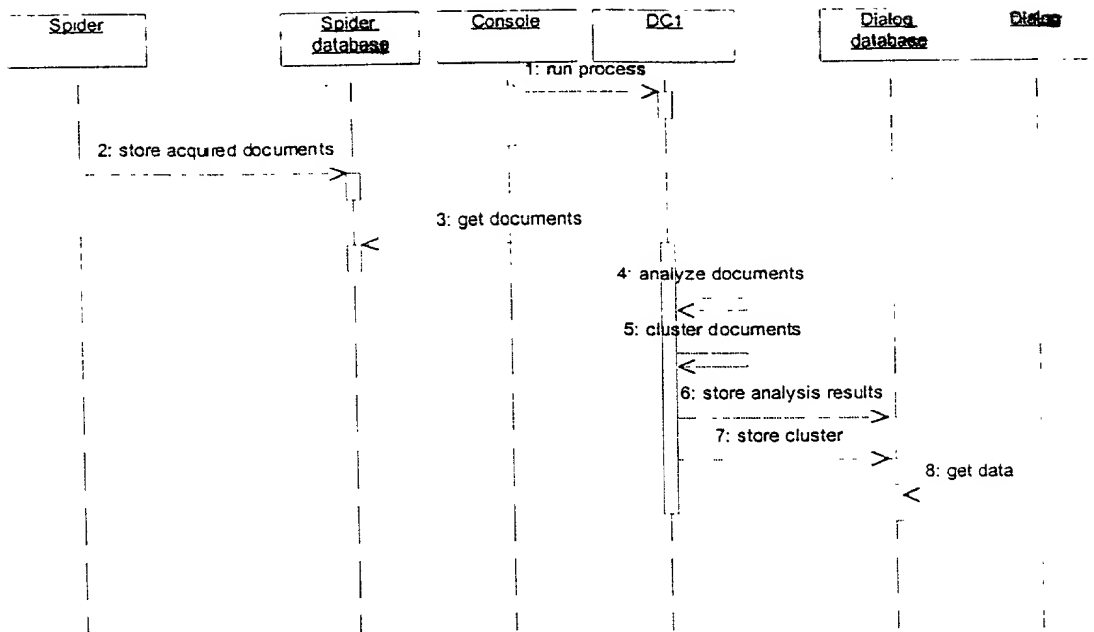 Spider
Spider
database
Console
DC1
Dialog
database
Dialog
1: run process
2: store acquired documents
3: get documents
4: analyze documents
5: cluster documents
6: store analysis results
7: store cluster
8: get data